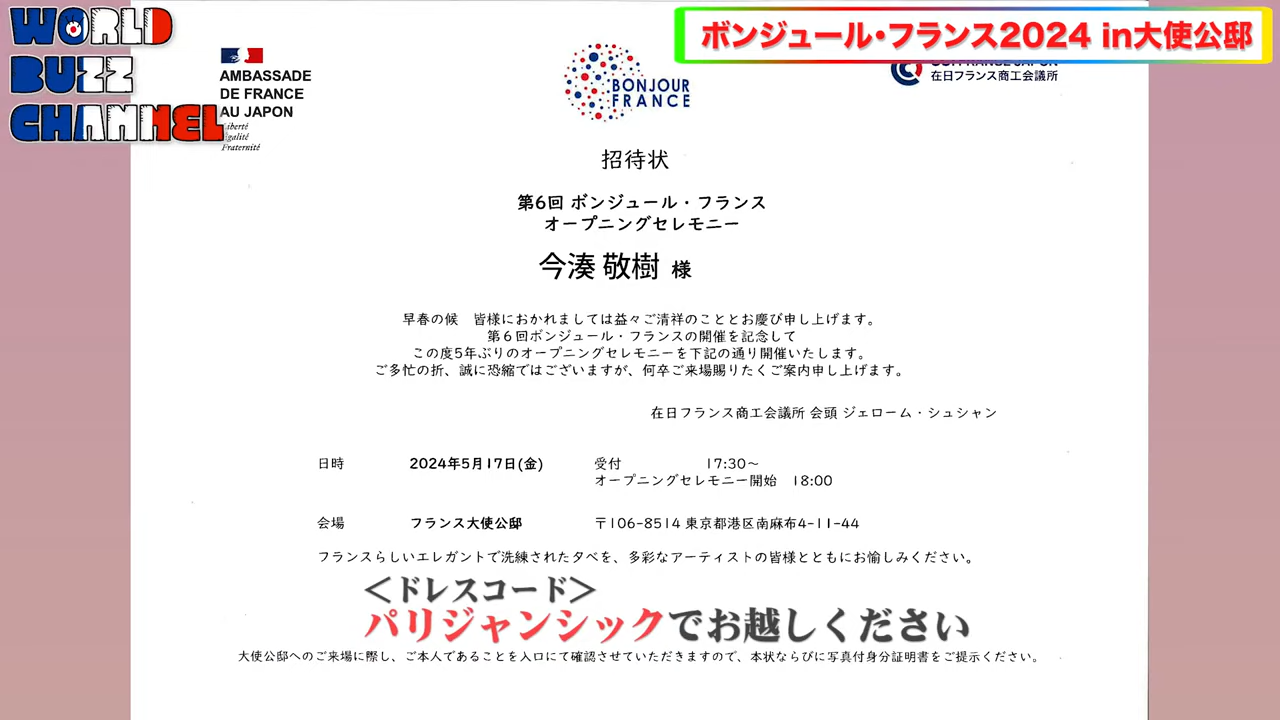 WORLD
BUZZ
CHANNEL
ボンジュール・フランス2024 in大使公邸
AMBASSADE
DE FRANCE
AU JAPON
Liberté
Égalité
Fraternité
BONJOUR
FRANCE
CCI FRANCE JAPON
在日フランス商工会議所
招待状
第6回 ボンジュール・フランス
オープニングセレモニー
今湊 敬樹 様
早春の候　皆様におかれましては益々ご清祥のこととお慶び申し上げます。
第６回ボンジュール・フランスの開催を記念して
この度5年ぶりのオープニングセレモニーを下記の通り開催いたします。
ご多忙の折、誠に恐縮ではございますが、何卒ご来場賜りたくご案内申し上げます。
在日フランス商工会議所 会頭 ジェローム・シュシャン
日時 2024年5月17日(金) 受付 17:30～
オープニングセレモニー開始 18:00
会場 フランス大使公邸 〒106-8514 東京都港区南麻布4-11-44
フランスらしいエレガントで洗練された夕べを、多彩なアーティストの皆様とともにお愉しみください。
＜ドレスコード＞
パリジャンシックでお越しください
大使公邸へのご来場に際し、ご本人であることを入口にて確認させていただきますので、本状ならびに写真付身分証明書をご提示ください。